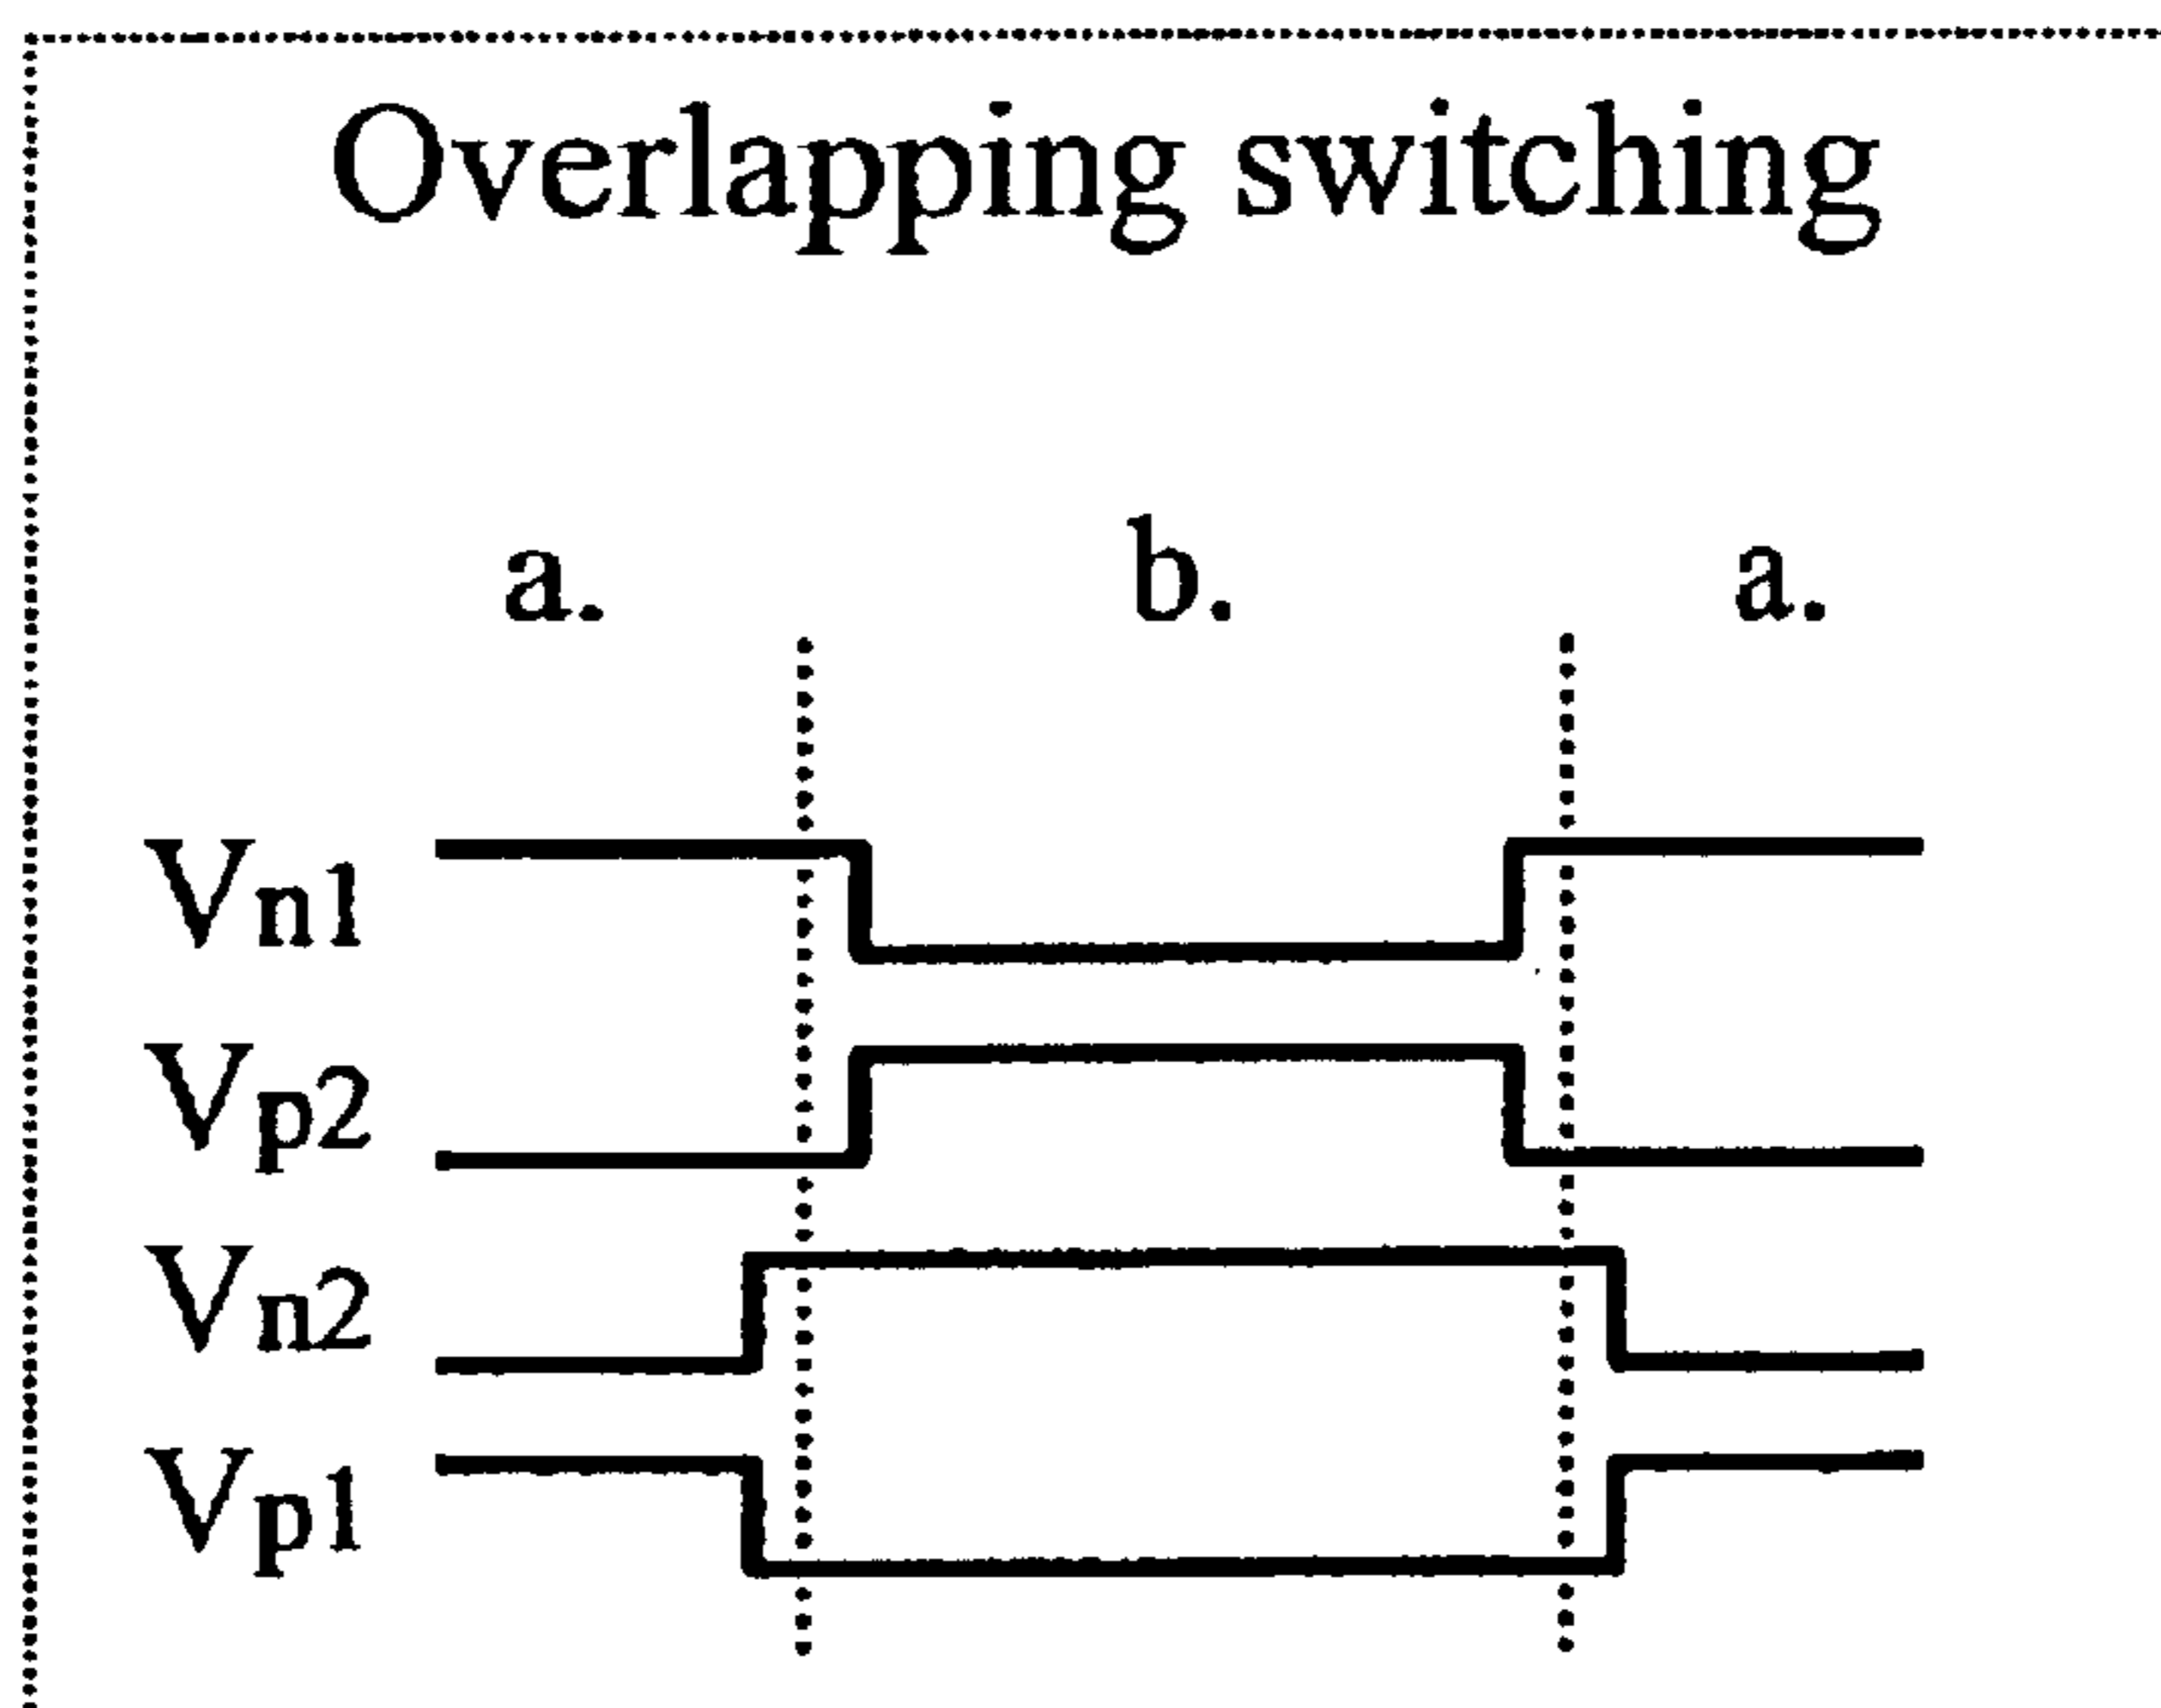 Overlapping switching
a. b. a.
Vn1
Vp2
Vn2
Vp1